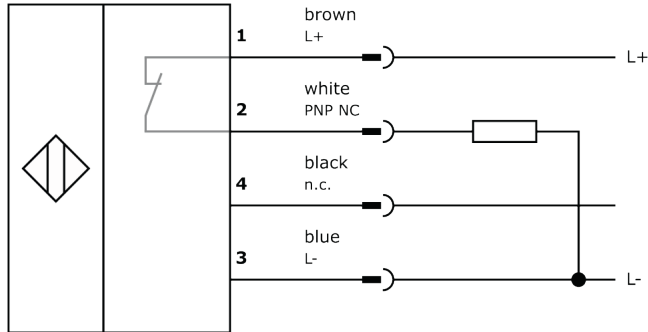 brown
1 L+ L+
white
2 PNP NC
black
4 n.c.
blue
3 L- L-